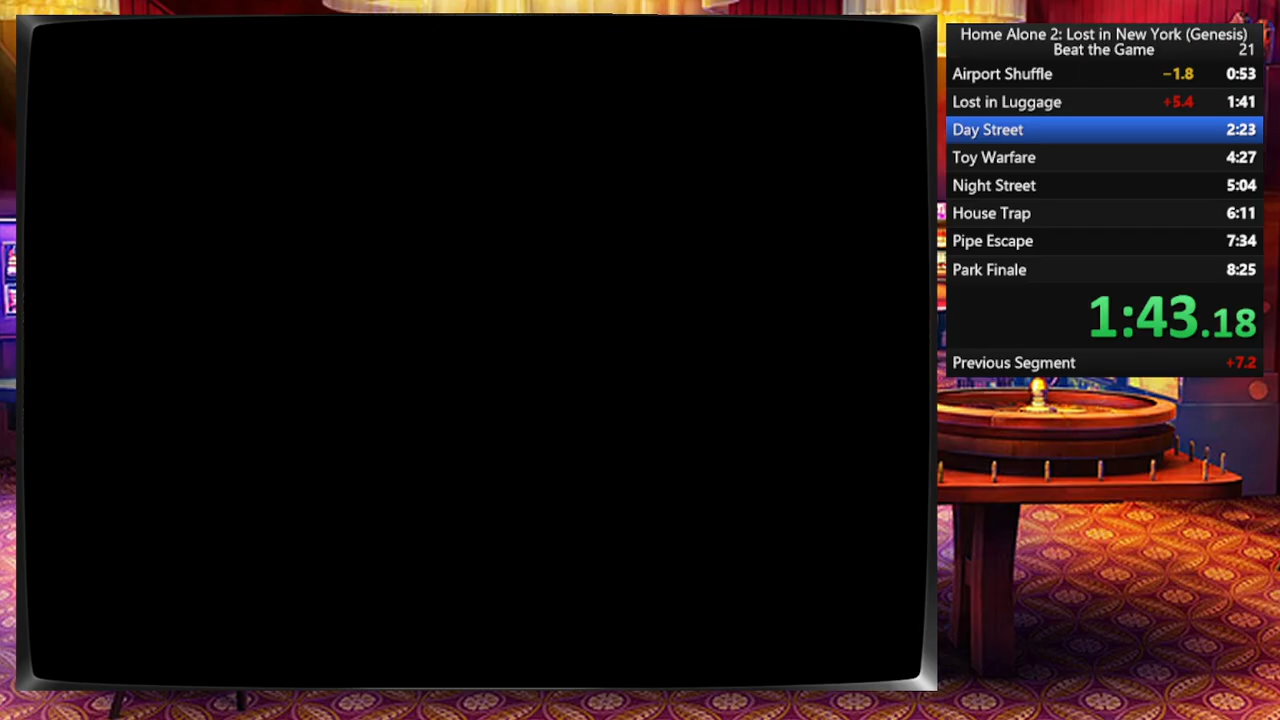 Home Alone 2: Lost in New York (Genesis)
Beat the Game 21
Airport Shuffle −1.8 0:53
Lost in Luggage +5.4 1:41
Day Street 2:23
Toy Warfare 4:27
Night Street 5:04
House Trap 6:11
Pipe Escape 7:34
Park Finale 8:25
1:43.18
Previous Segment +7.2